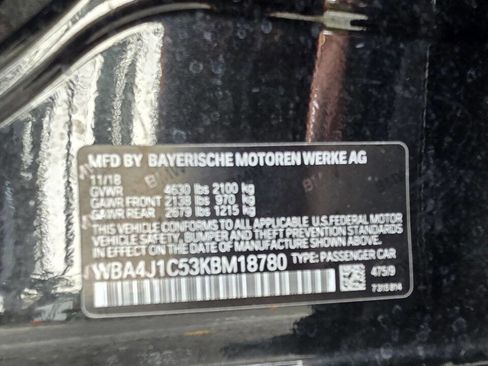 MFD BY BAYERISCHE MOTOREN WERKE AG
11/18
GVWR 4630 lbs 2100 kg
GAWR FRONT 2138 lbs 970 kg
GAWR REAR 2679 lbs 1215 kg
THIS VEHICLE CONFORMS TO ALL APPLICABLE U.S. FEDERAL MOTOR
VEHICLE SAFETY, BUMPER, AND THEFT PREVENTION STANDARDS
IN EFFECT ON THE DATE OF MANUFACTURE SHOWN ABOVE.
WBA4J1C53KBM18780 TYPE: PASSENGER CAR
475/9
7318814